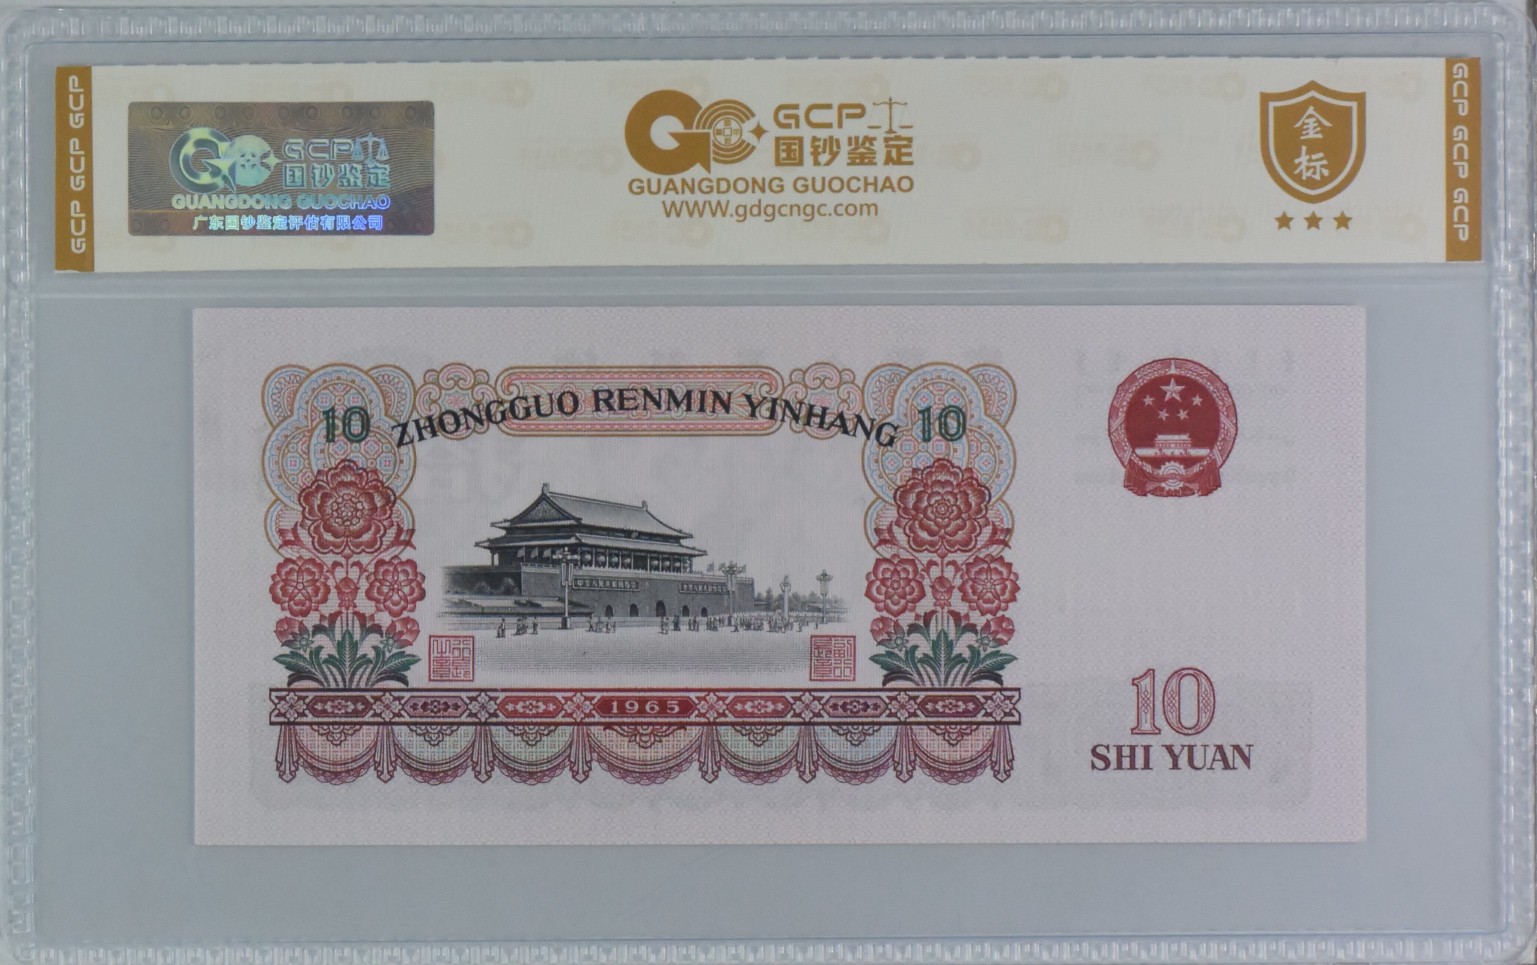 GCP GCP GCP
GCP
国钞鉴定
GUANGDONG GUOCHAO
广东国钞鉴定评估有限公司
GCP
国钞鉴定
GUANGDONG GUOCHAO
WWW.gdgcngc.com
金标
GCP GCP GCP
10 ZHONGGUO RENMIN YINHANG 10
1965
10
SHI YUAN